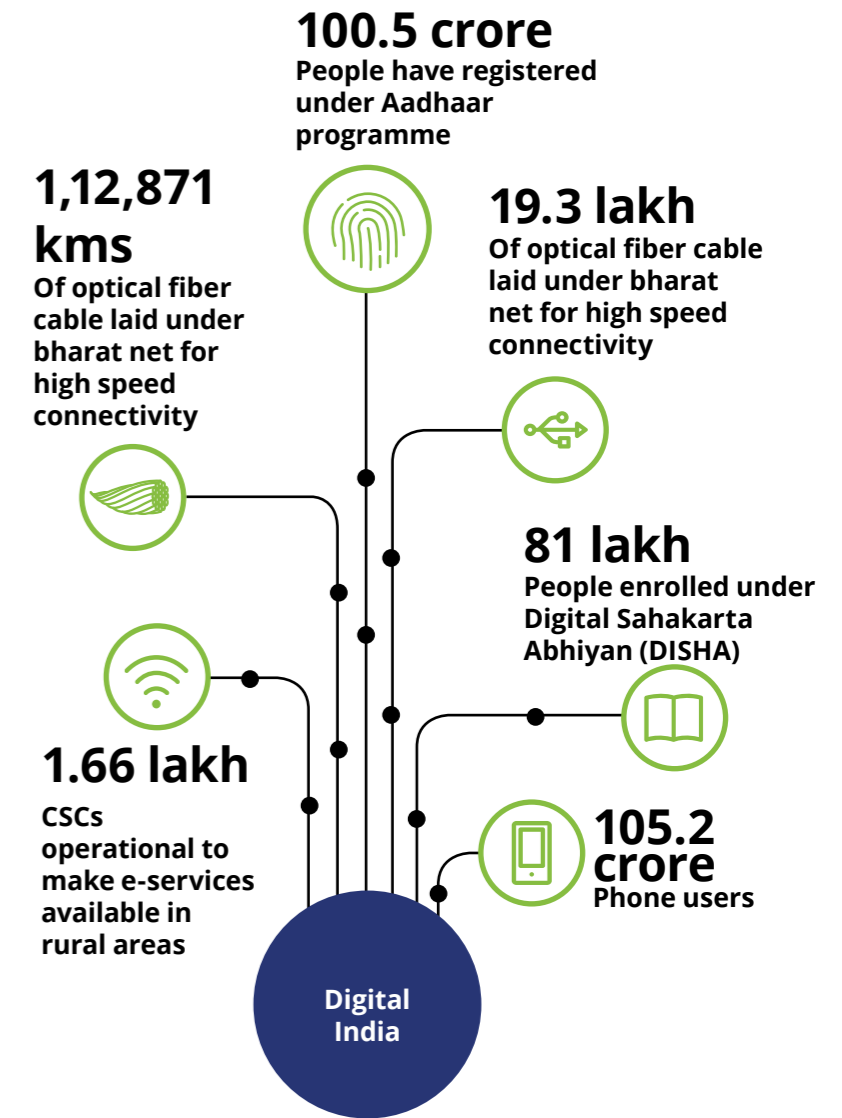 100.5 crore
People have registered
under Aadhaar
programme
1,12,871
kms
Of optical fiber
cable laid under
bharat net for
high speed
connectivity
19.3 lakh
Of optical fiber cable
laid under bharat
net for high speed
connectivity
81 lakh
People enrolled under
Digital Sahakarta
Abhiyan (DISHA)
1.66 lakh
CSCs
operational to
make e-services
available in
rural areas
105.2
crore
Phone users
Digital
India